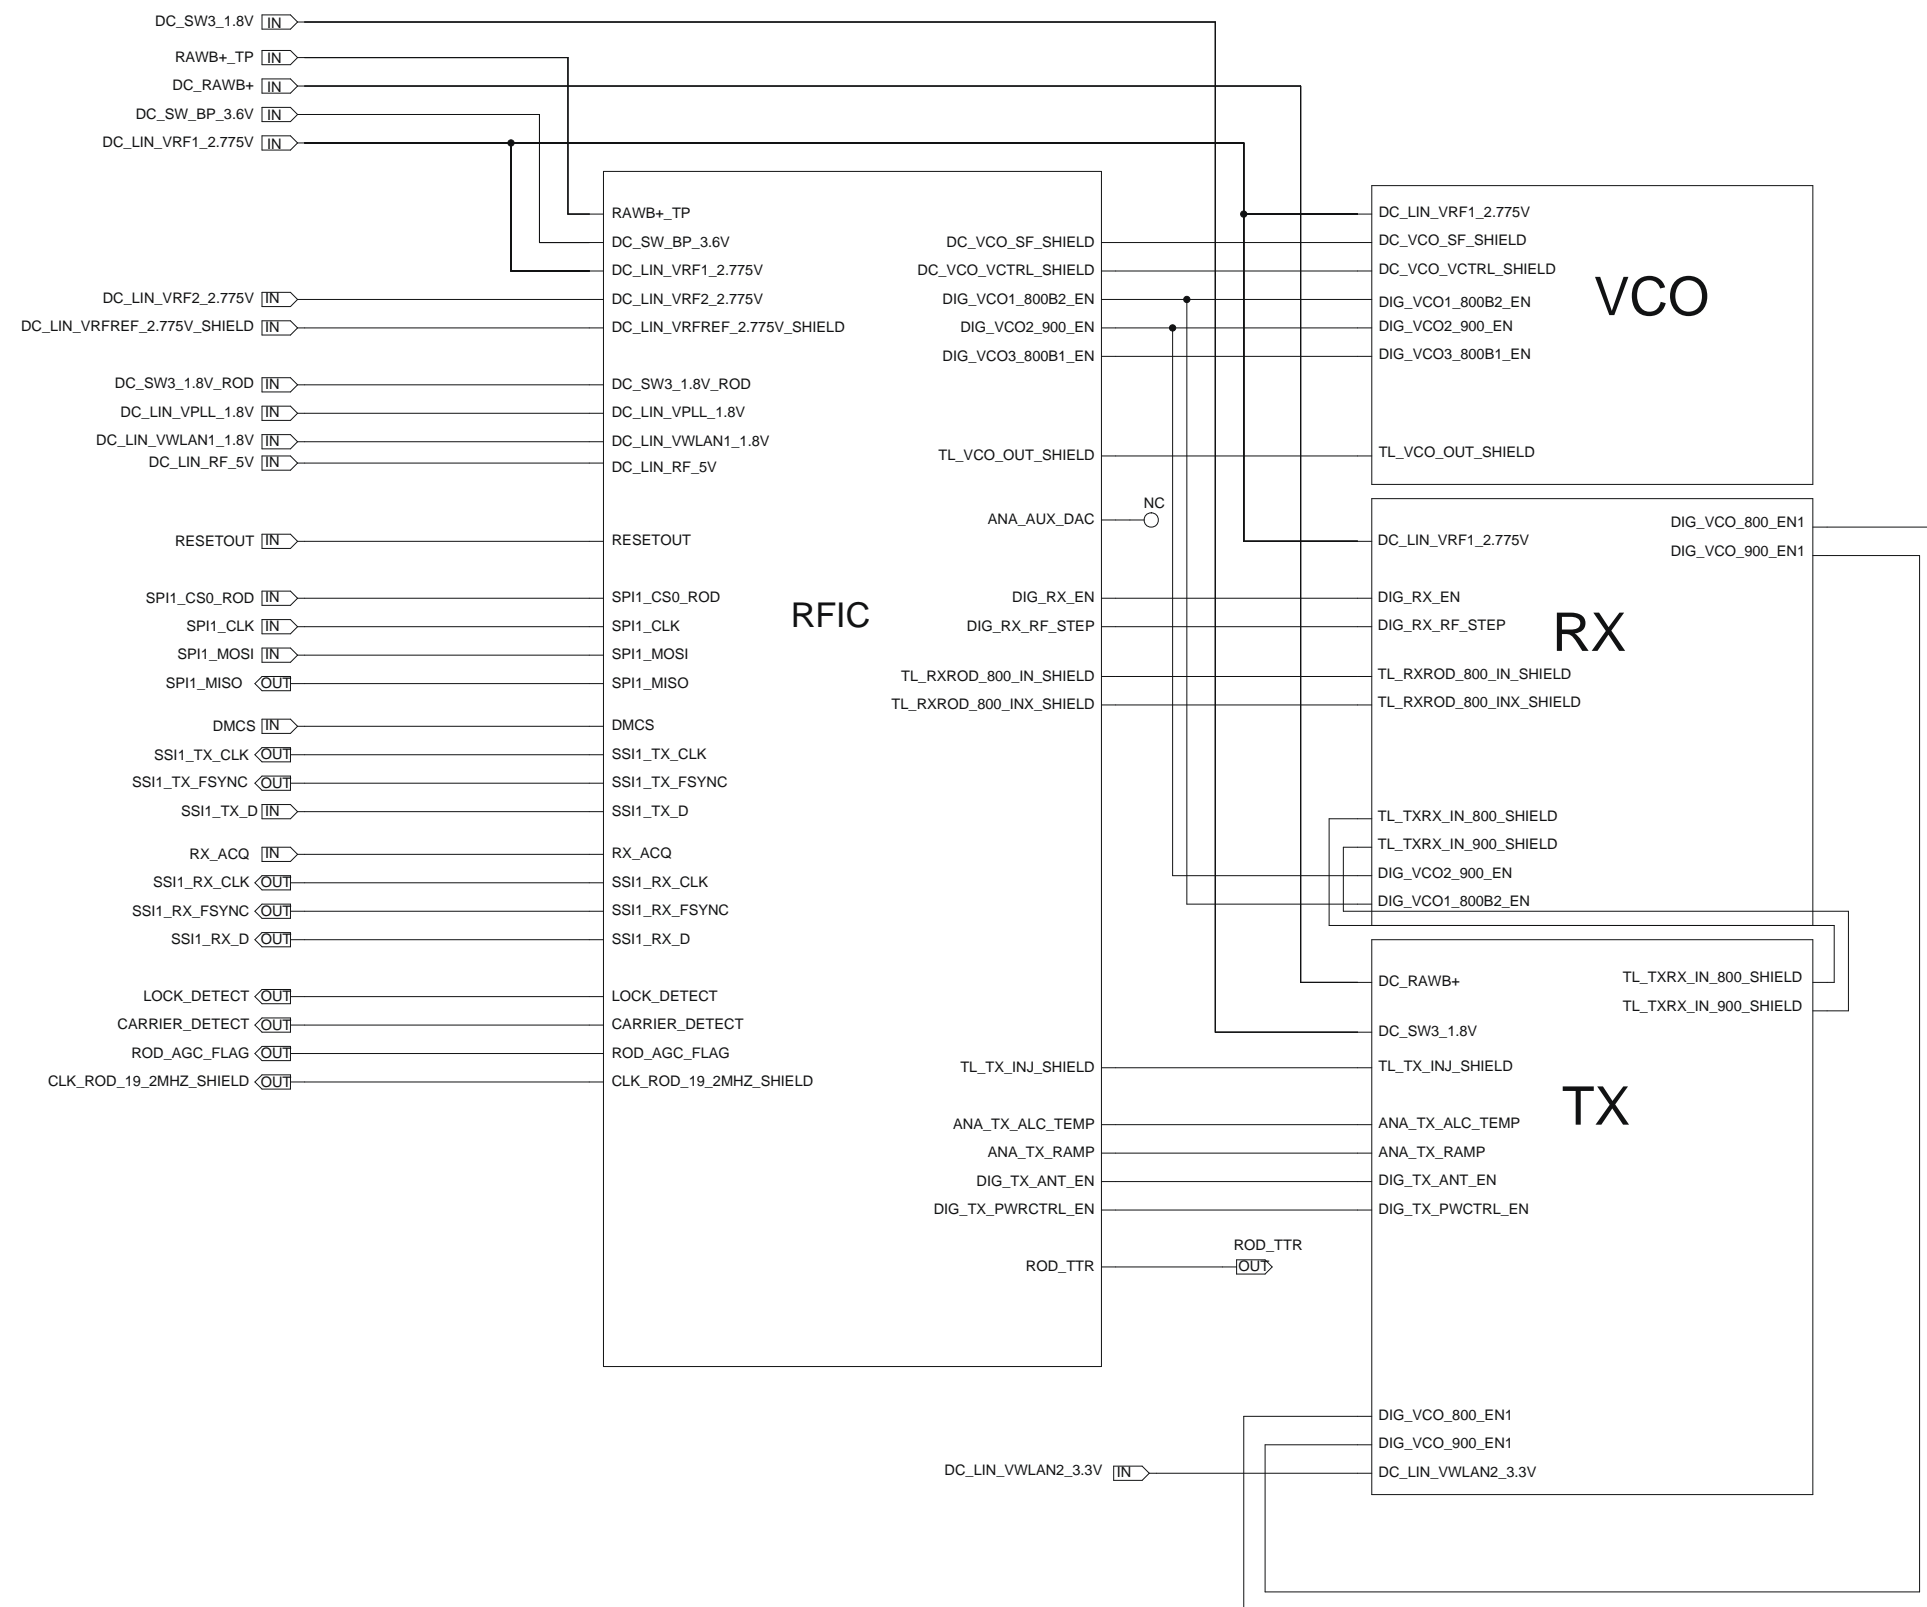 DC_SW3_1.8V IN
RAWB+_TP IN
DC_RAWB+ IN
DC_SW_BP_3.6V IN
DC_LIN_VRF1_2.775V IN
DC_LIN_VRF2_2.775V IN
DC_LIN_VRFREF_2.775V_SHIELD IN
DC_SW3_1.8V_ROD IN
DC_LIN_VPLL_1.8V IN
DC_LIN_VWLAN1_1.8V IN
DC_LIN_RF_5V IN
RESETOUT IN
SPI1_CS0_ROD IN
SPI1_CLK IN
SPI1_MOSI IN
SPI1_MISO OUT
DMCS IN
SSI1_TX_CLK OUT
SSI1_TX_FSYNC OUT
SSI1_TX_D IN
RX_ACQ IN
SSI1_RX_CLK OUT
SSI1_RX_FSYNC OUT
SSI1_RX_D OUT
LOCK_DETECT OUT
CARRIER_DETECT OUT
ROD_AGC_FLAG OUT
CLK_ROD_19_2MHZ_SHIELD OUT
RAWB+_TP
DC_SW_BP_3.6V
DC_LIN_VRF1_2.775V
DC_LIN_VRF2_2.775V
DC_LIN_VRFREF_2.775V_SHIELD
DC_SW3_1.8V_ROD
DC_LIN_VPLL_1.8V
DC_LIN_VWLAN1_1.8V
DC_LIN_RF_5V
RESETOUT
SPI1_CS0_ROD
SPI1_CLK
SPI1_MOSI
SPI1_MISO
DMCS
SSI1_TX_CLK
SSI1_TX_FSYNC
SSI1_TX_D
RX_ACQ
SSI1_RX_CLK
SSI1_RX_FSYNC
SSI1_RX_D
LOCK_DETECT
CARRIER_DETECT
ROD_AGC_FLAG
CLK_ROD_19_2MHZ_SHIELD
RFIC
DC_VCO_SF_SHIELD
DC_VCO_VCTRL_SHIELD
DIG_VCO1_800B2_EN
DIG_VCO2_900_EN
DIG_VCO3_800B1_EN
TL_VCO_OUT_SHIELD
ANA_AUX_DAC
NC
DIG_RX_EN
DIG_RX_RF_STEP
TL_RXROD_800_IN_SHIELD
TL_RXROD_800_INX_SHIELD
TL_TX_INJ_SHIELD
ANA_TX_ALC_TEMP
ANA_TX_RAMP
DIG_TX_ANT_EN
DIG_TX_PWRCTRL_EN
ROD_TTR
ROD_TTR
OUT
DC_LIN_VWLAN2_3.3V IN
DC_LIN_VRF1_2.775V
DC_VCO_SF_SHIELD
DC_VCO_VCTRL_SHIELD
DIG_VCO1_800B2_EN
DIG_VCO2_900_EN
DIG_VCO3_800B1_EN
TL_VCO_OUT_SHIELD
VCO
DIG_VCO_800_EN1
DIG_VCO_900_EN1
DC_LIN_VRF1_2.775V
DIG_RX_EN
DIG_RX_RF_STEP
RX
TL_RXROD_800_IN_SHIELD
TL_RXROD_800_INX_SHIELD
TL_TXRX_IN_800_SHIELD
TL_TXRX_IN_900_SHIELD
DIG_VCO2_900_EN
DIG_VCO1_800B2_EN
DC_RAWB+
TL_TXRX_IN_800_SHIELD
TL_TXRX_IN_900_SHIELD
DC_SW3_1.8V
TL_TX_INJ_SHIELD
TX
ANA_TX_ALC_TEMP
ANA_TX_RAMP
DIG_TX_ANT_EN
DIG_TX_PWCTRL_EN
DIG_VCO_800_EN1
DIG_VCO_900_EN1
DC_LIN_VWLAN2_3.3V